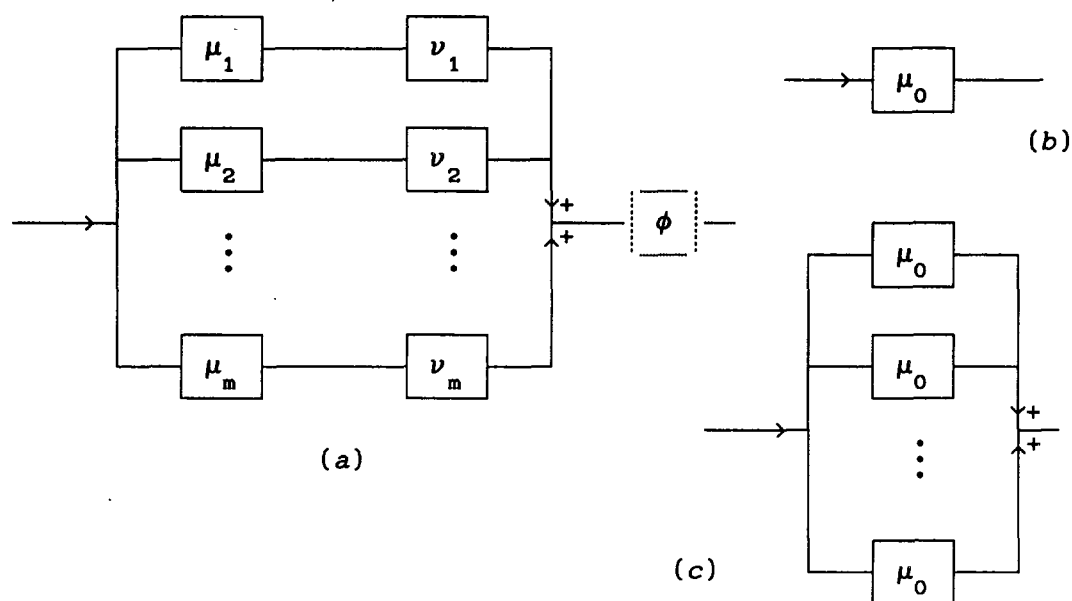 μ₁ ν₁
μ₂ ν₂
+
+
φ
μₘ νₘ
(a)
μ₀
(b)
μ₀
μ₀
+
+
μ₀
(c)